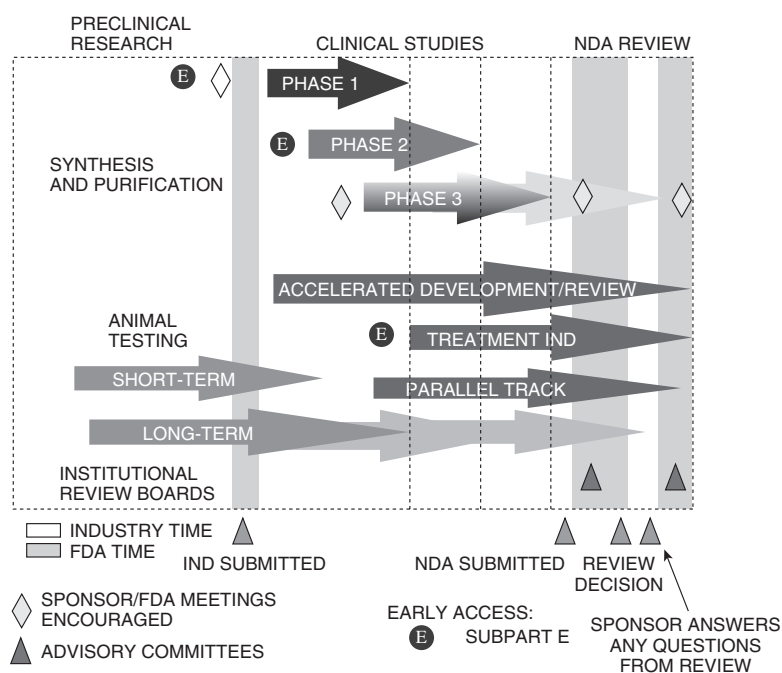 PRECLINICAL
RESEARCH
CLINICAL STUDIES
NDA REVIEW
E
PHASE 1
E
PHASE 2
SYNTHESIS
AND PURIFICATION
PHASE 3
ACCELERATED DEVELOPMENT/REVIEW
ANIMAL
TESTING
E
TREATMENT IND
SHORT-TERM
PARALLEL TRACK
LONG-TERM
INSTITUTIONAL
REVIEW BOARDS
INDUSTRY TIME
FDA TIME
IND SUBMITTED
NDA SUBMITTED
REVIEW
DECISION
SPONSOR/FDA MEETINGS
ENCOURAGED
EARLY ACCESS:
E SUBPART E
SPONSOR ANSWERS
ANY QUESTIONS
FROM REVIEW
ADVISORY COMMITTEES